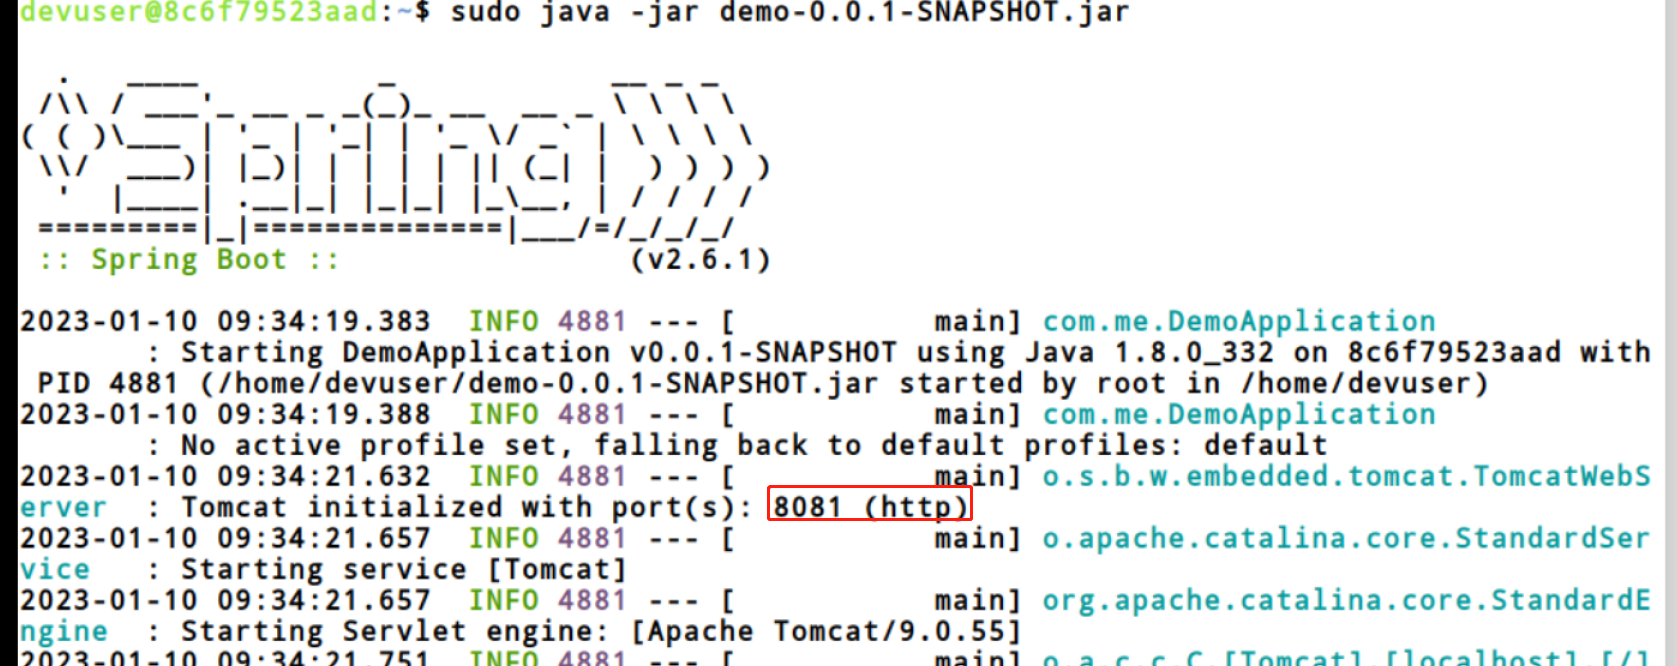 devuser@8c6f79523aad:~$ sudo java -jar demo-0.0.1-SNAPSHOT.jar
  .   ____          _            __ _ _
 /\\ / ___'_ __ _ _(_)_ __  __ _ \ \ \ \
( ( )\___ | '_ | '_| | '_ \/ _` | \ \ \ \
 \\/  ___)| |_)| | | | | || (_| |  ) ) ) )
  '  |____| .__|_| |_|_| |_\__, | / / / /
 =========|_|==============|___/=/_/_/_/
 :: Spring Boot ::                (v2.6.1)
2023-01-10 09:34:19.383  INFO 4881 --- [           main] com.me.DemoApplication
       : Starting DemoApplication v0.0.1-SNAPSHOT using Java 1.8.0_332 on 8c6f79523aad with
 PID 4881 (/home/devuser/demo-0.0.1-SNAPSHOT.jar started by root in /home/devuser)
2023-01-10 09:34:19.388  INFO 4881 --- [           main] com.me.DemoApplication
       : No active profile set, falling back to default profiles: default
2023-01-10 09:34:21.632  INFO 4881 --- [           main] o.s.b.w.embedded.tomcat.TomcatWebS
erver  : Tomcat initialized with port(s): 8081 (http)
2023-01-10 09:34:21.657  INFO 4881 --- [           main] o.apache.catalina.core.StandardSer
vice   : Starting service [Tomcat]
2023-01-10 09:34:21.657  INFO 4881 --- [           main] org.apache.catalina.core.StandardE
ngine  : Starting Servlet engine: [Apache Tomcat/9.0.55]
2023-01-10 09:34:21.751  INFO 4881 --- [           main] o.a.c.c.C.[Tomcat].[localhost].[/]